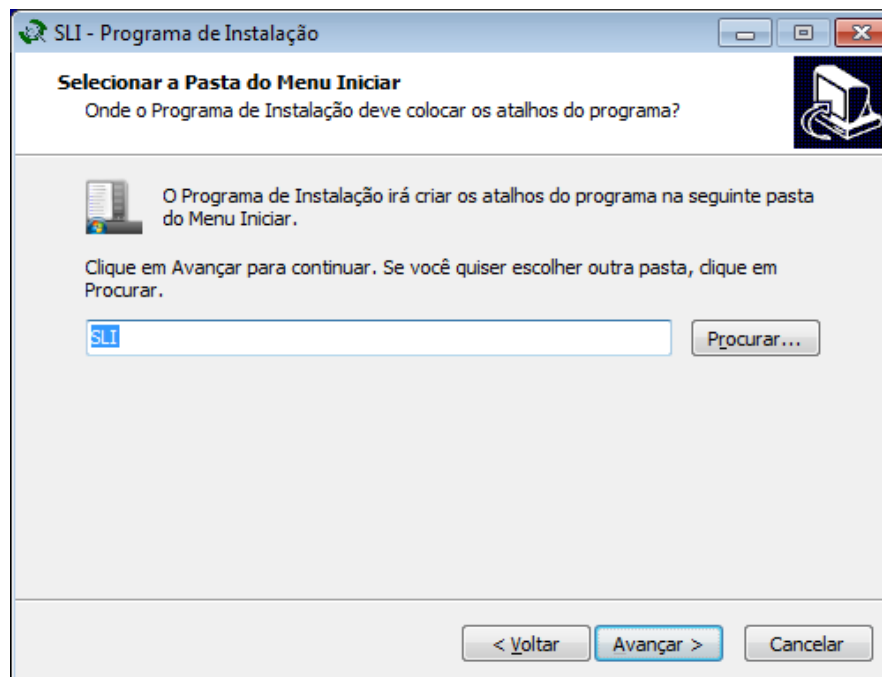 SLI - Programa de Instalação
Selecionar a Pasta do Menu Iniciar
Onde o Programa de Instalação deve colocar os atalhos do programa?
O Programa de Instalação irá criar os atalhos do programa na seguinte pasta
do Menu Iniciar.
Clique em Avançar para continuar. Se você quiser escolher outra pasta, clique em
Procurar.
SLI
Procurar...
< Voltar
Avançar >
Cancelar